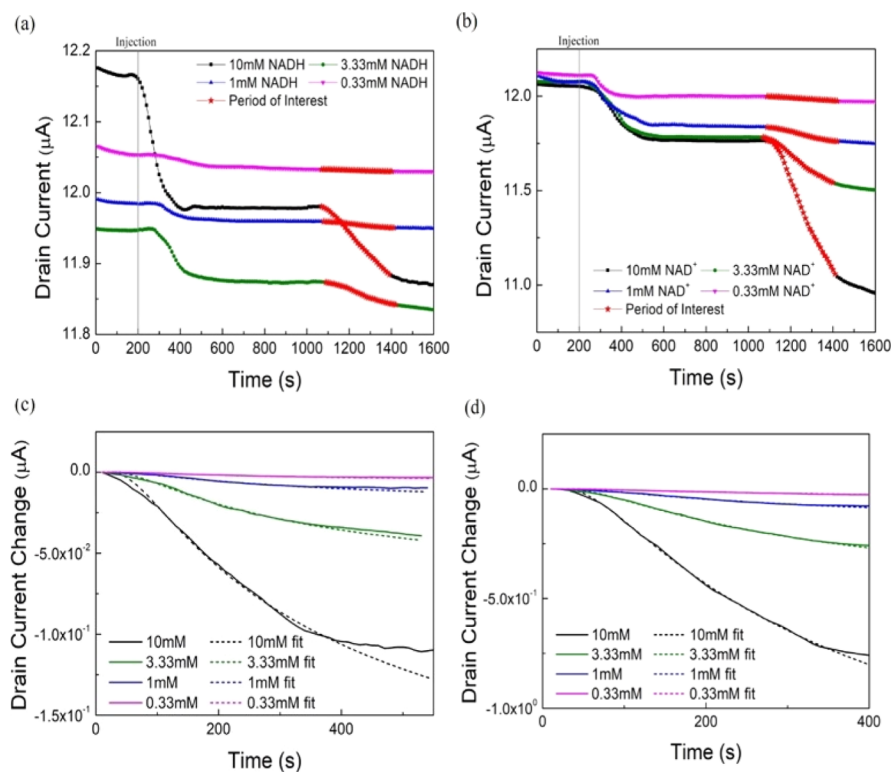 (a)
Injection
10mM NADH 3.33mM NADH
1mM NADH 0.33mM NADH
Period of Interest
12.2
12.1
12.0
11.9
11.8
Drain Current (μA)
0 200 400 600 800 1000 1200 1400 1600
Time (s)
(b)
Injection
12.0
11.5
11.0
Drain Current (μA)
10mM NAD⁺ 3.33mM NAD⁺
1mM NAD⁺ 0.33mM NAD⁺
Period of Interest
0 200 400 600 800 1000 1200 1400 1600
Time (s)
(c)
0.0
-5.0x10⁻²
-1.0x10⁻¹
-1.5x10⁻¹
Drain Current Change (μA)
10mM 10mM fit
3.33mM 3.33mM fit
1mM 1mM fit
0.33mM 0.33mM fit
0 200 400
Time (s)
(d)
0.0
-5.0x10⁻¹
-1.0x10⁰
Drain Current Change (μA)
10mM 10mM fit
3.33mM 3.33mM fit
1mM 1mM fit
0.33mM 0.33mM fit
0 200 400
Time (s)